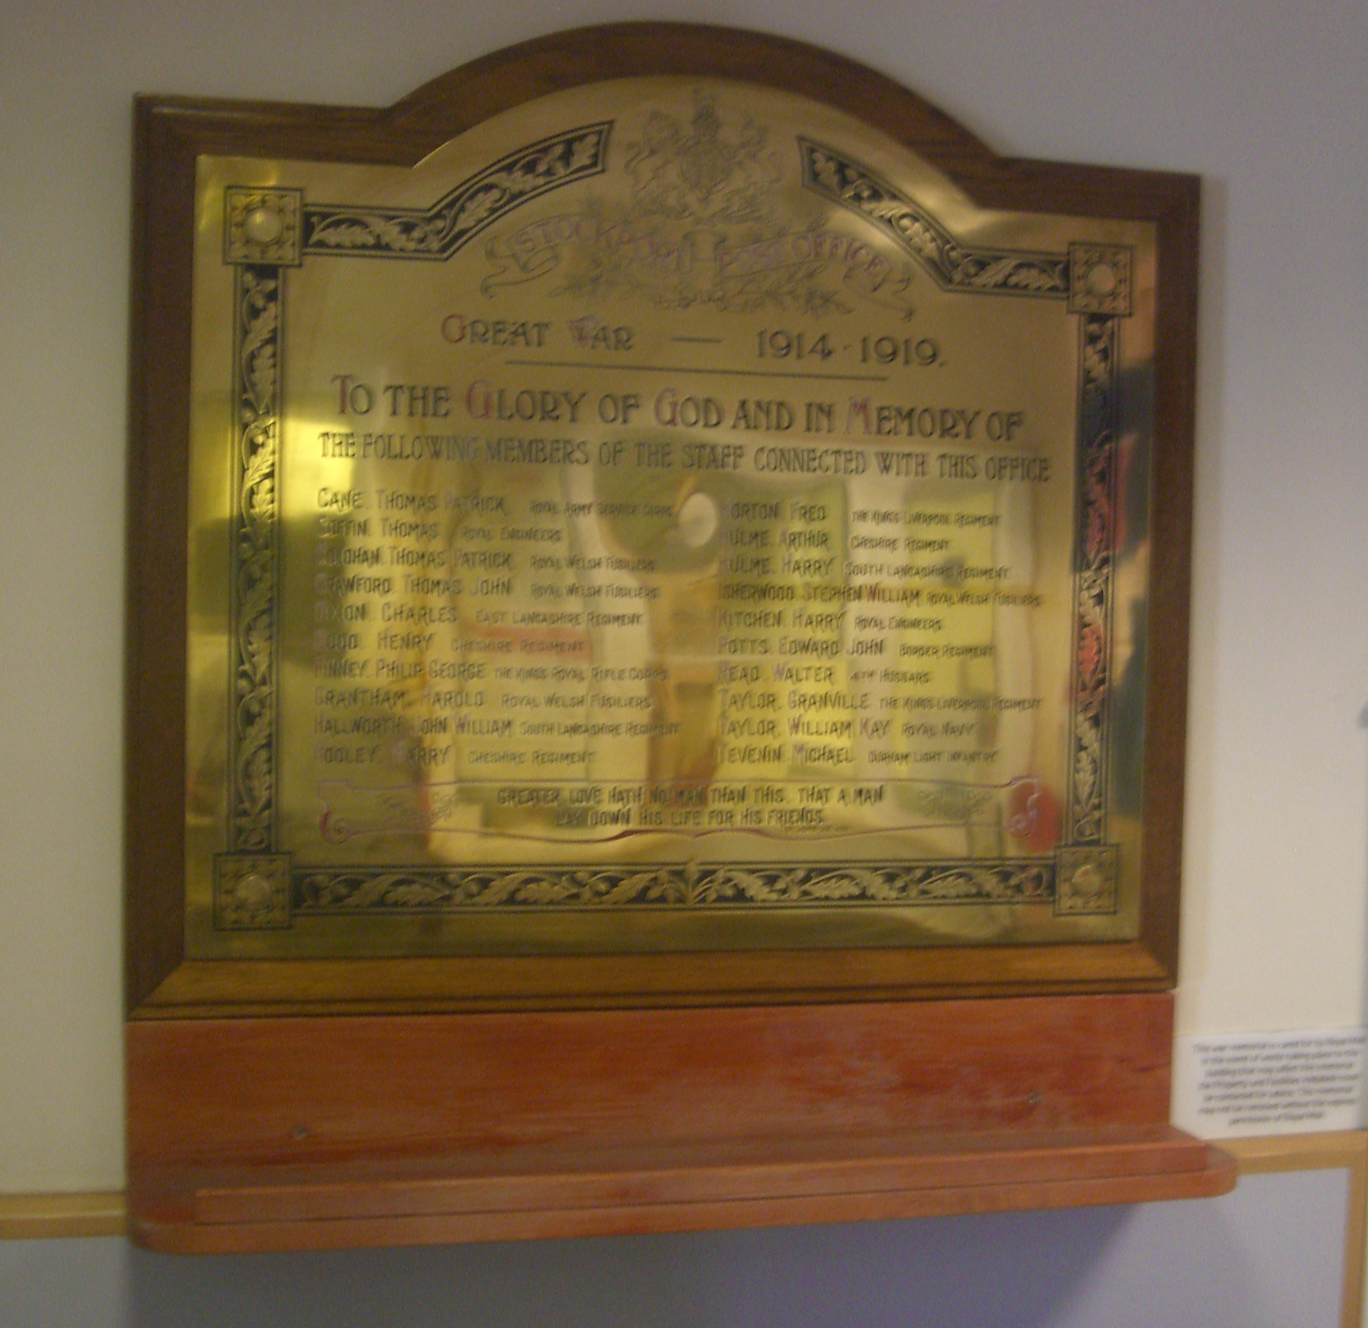 STOCKPORT POST OFFICE
GREAT WAR — 1914-1919.
TO THE GLORY OF GOD AND IN MEMORY OF
THE FOLLOWING MEMBERS OF THE STAFF CONNECTED WITH THIS OFFICE
CANE. THOMAS PATRICK. ROYAL ARMY SERVICE CORPS.
COFFIN. THOMAS. ROYAL ENGINEERS.
THOMAS PATRICK. ROYAL WELSH FUSILIERS.
CRAWFORD. THOMAS JOHN. ROYAL WELSH FUSILIERS.
DIXON. CHARLES. EAST LANCASHIRE REGIMENT.
DODD. HENRY. CHESHIRE REGIMENT.
FINNEY. PHILIP GEORGE. THE KINGS ROYAL RIFLE CORPS.
GRANTHAM. HAROLD. ROYAL WELSH FUSILIERS.
HALLWORTH. JOHN WILLIAM. SOUTH LANCASHIRE REGIMENT.
HOOLEY. HARRY. CHESHIRE REGIMENT.
HORTON. FRED. THE KINGS LIVERPOOL REGIMENT.
HULME. ARTHUR. CHESHIRE REGIMENT.
HULME. HARRY. SOUTH LANCASHIRE REGIMENT.
ISHERWOOD. STEPHEN WILLIAM. ROYAL WELSH FUSILIERS.
KITCHEN. HARRY. ROYAL ENGINEERS.
POTTS. EDWARD JOHN. BORDER REGIMENT.
READ. WALTER. HUSSARS.
TAYLOR. GRANVILLE. THE KINGS LIVERPOOL REGIMENT.
TAYLOR. WILLIAM KAY. ROYAL NAVY.
TEVENIN. MICHAEL. DURHAM LIGHT INFANTRY.
GREATER LOVE HATH NO MAN THAN THIS, THAT A MAN
LAY DOWN HIS LIFE FOR HIS FRIENDS.